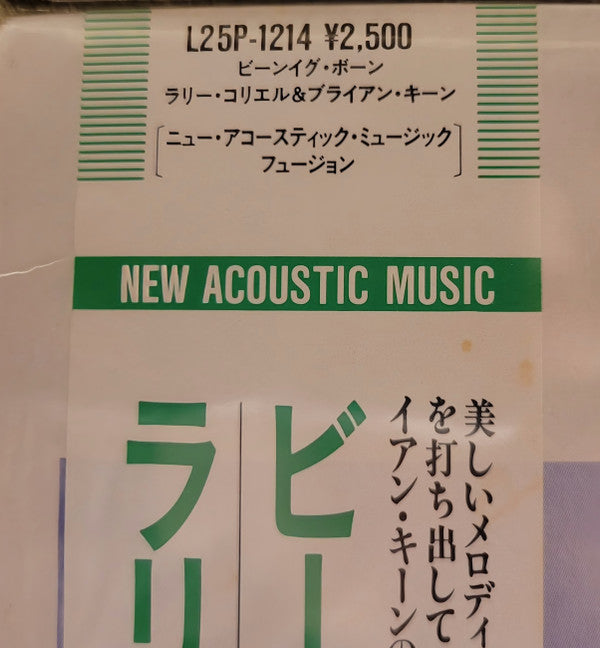 L25P-1214 ¥2,500
ビーンイグ・ボーン
ラリー・コリエル&ブライアン・キーン
[ニュー・アコースティック・ミュージック
フュージョン]
NEW ACOUSTIC MUSIC
美しいメロディ
を打ち出して
イアン・キーンの
ビー
ラリ